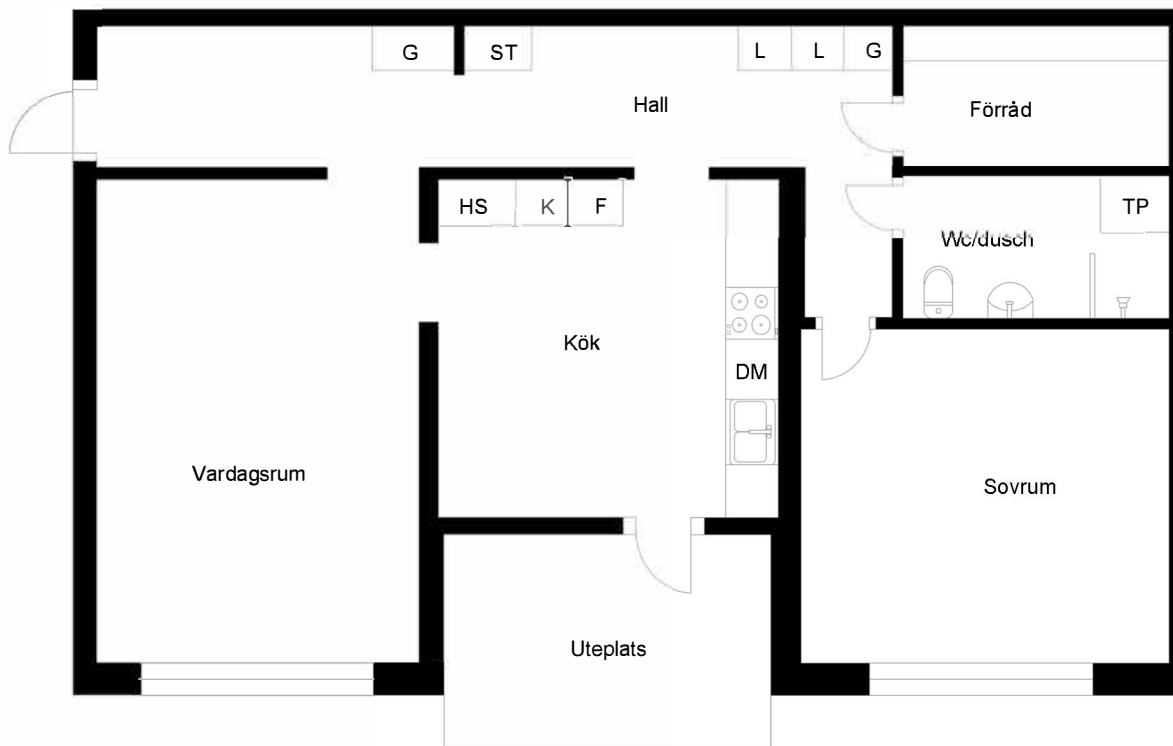 G
ST
L
L
G
Hall
Förråd
HS
K
F
TP
Wc/dusch
Kök
DM
Vardagsrum
Sovrum
Uteplats